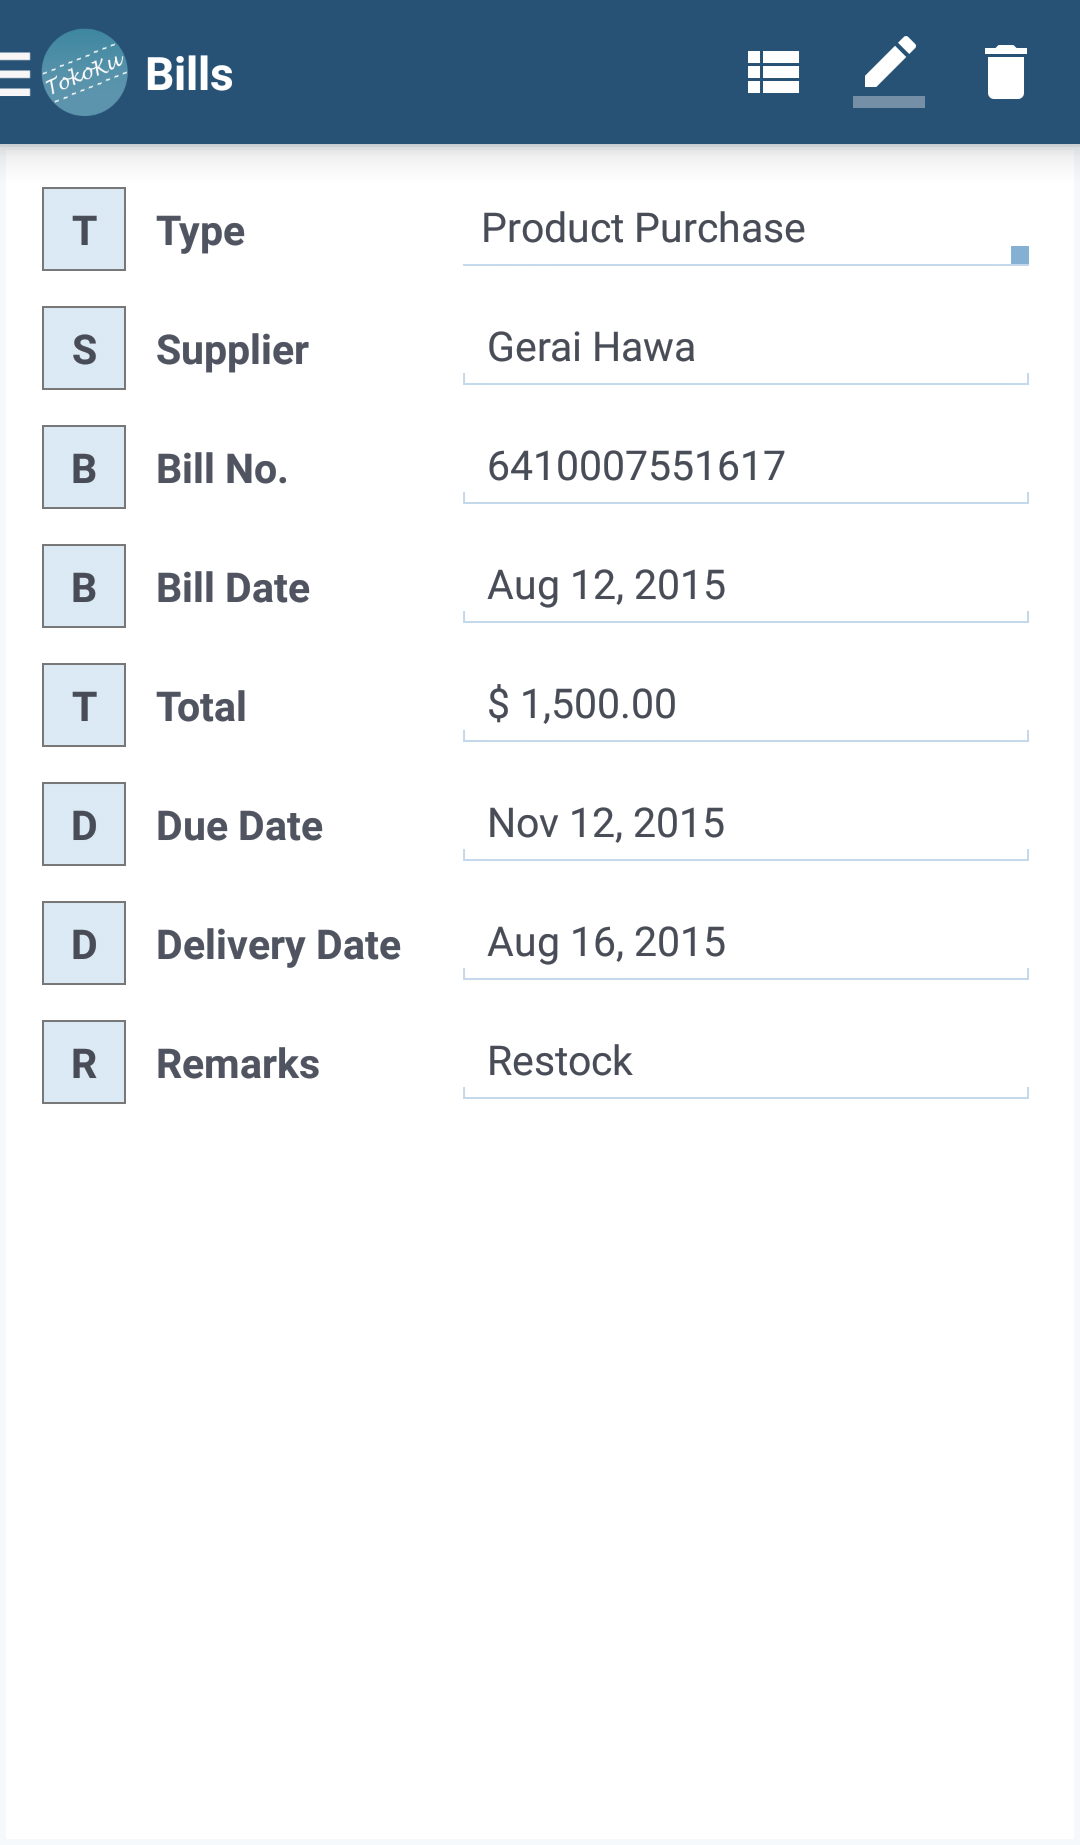 TokoKu Bills
T Type Product Purchase
S Supplier Gerai Hawa
B Bill No. 6410007551617
B Bill Date Aug 12, 2015
T Total $ 1,500.00
D Due Date Nov 12, 2015
D Delivery Date Aug 16, 2015
R Remarks Restock